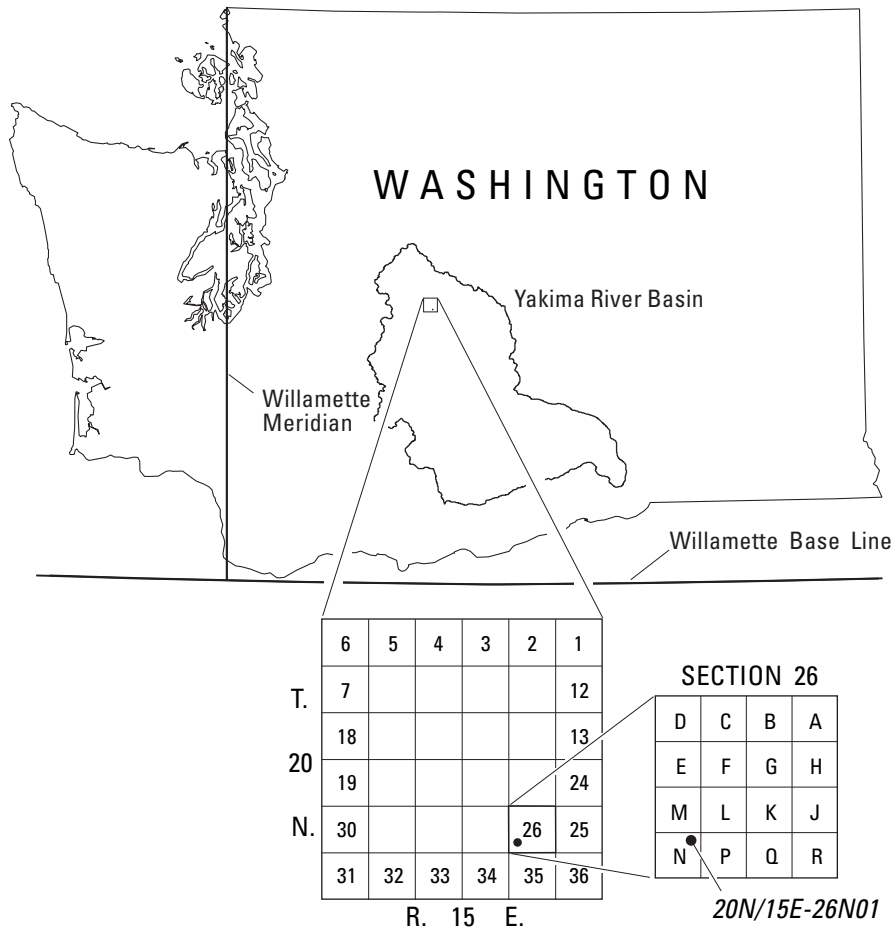 WASHINGTON
Yakima River Basin
Willamette
Meridian
Willamette Base Line
6 5 4 3 2 1
SECTION 26
T. 7 12
D C B A
18 13
E F G H
20
19 24
M L K J
N. 30 26 25
N P Q R
31 32 33 34 35 36
20N/15E-26N01
R. 15 E.